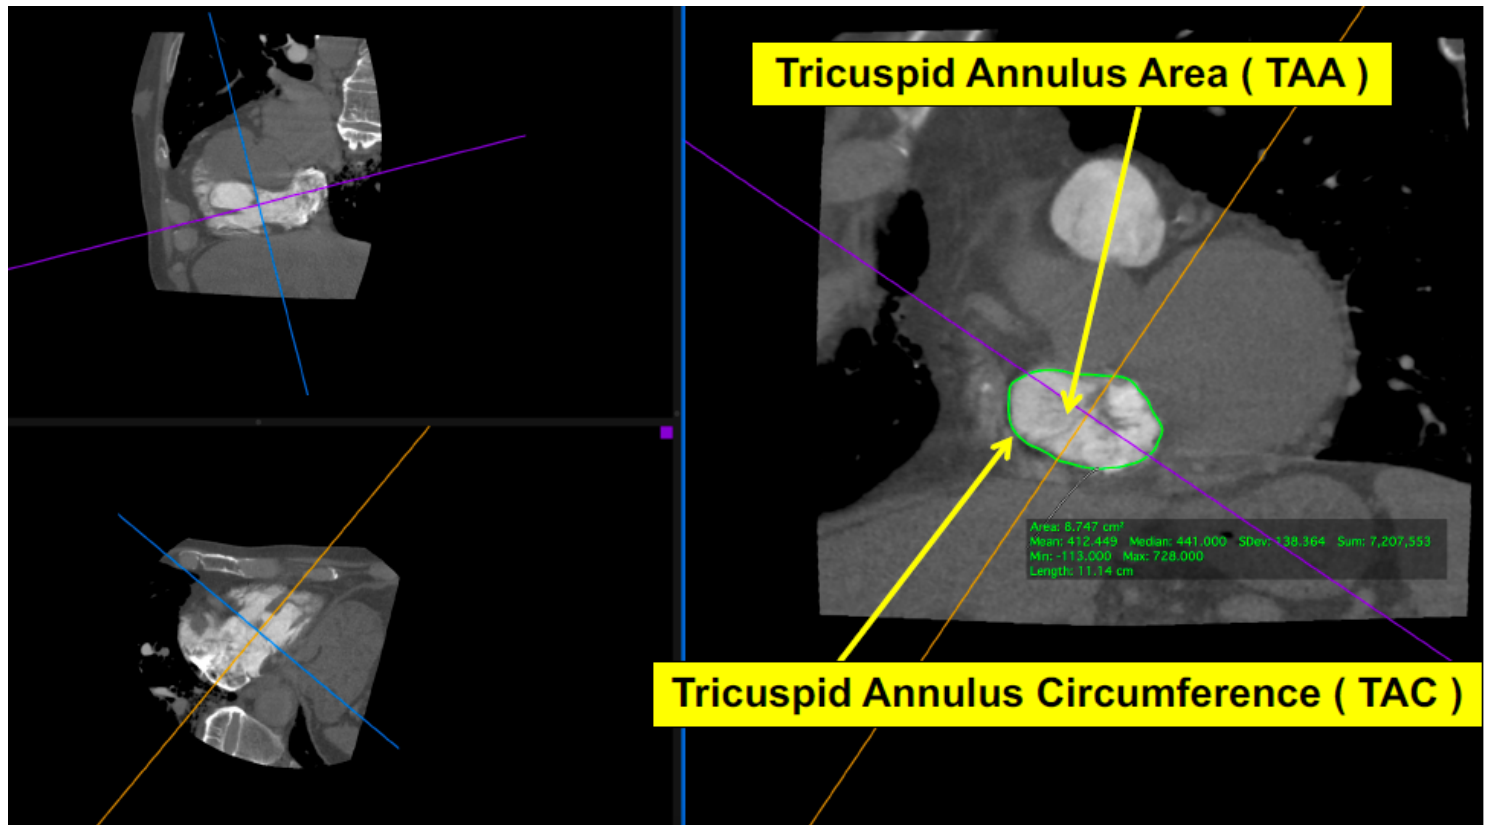 Tricuspid Annulus Area ( TAA )
Area: 8.747 cm²
Mean: 412.449 Median: 441.000 SDev: 138.364 Sum: 7,207,553
Min: -113.000 Max: 728.000
Length: 11.14 cm
Tricuspid Annulus Circumference ( TAC )